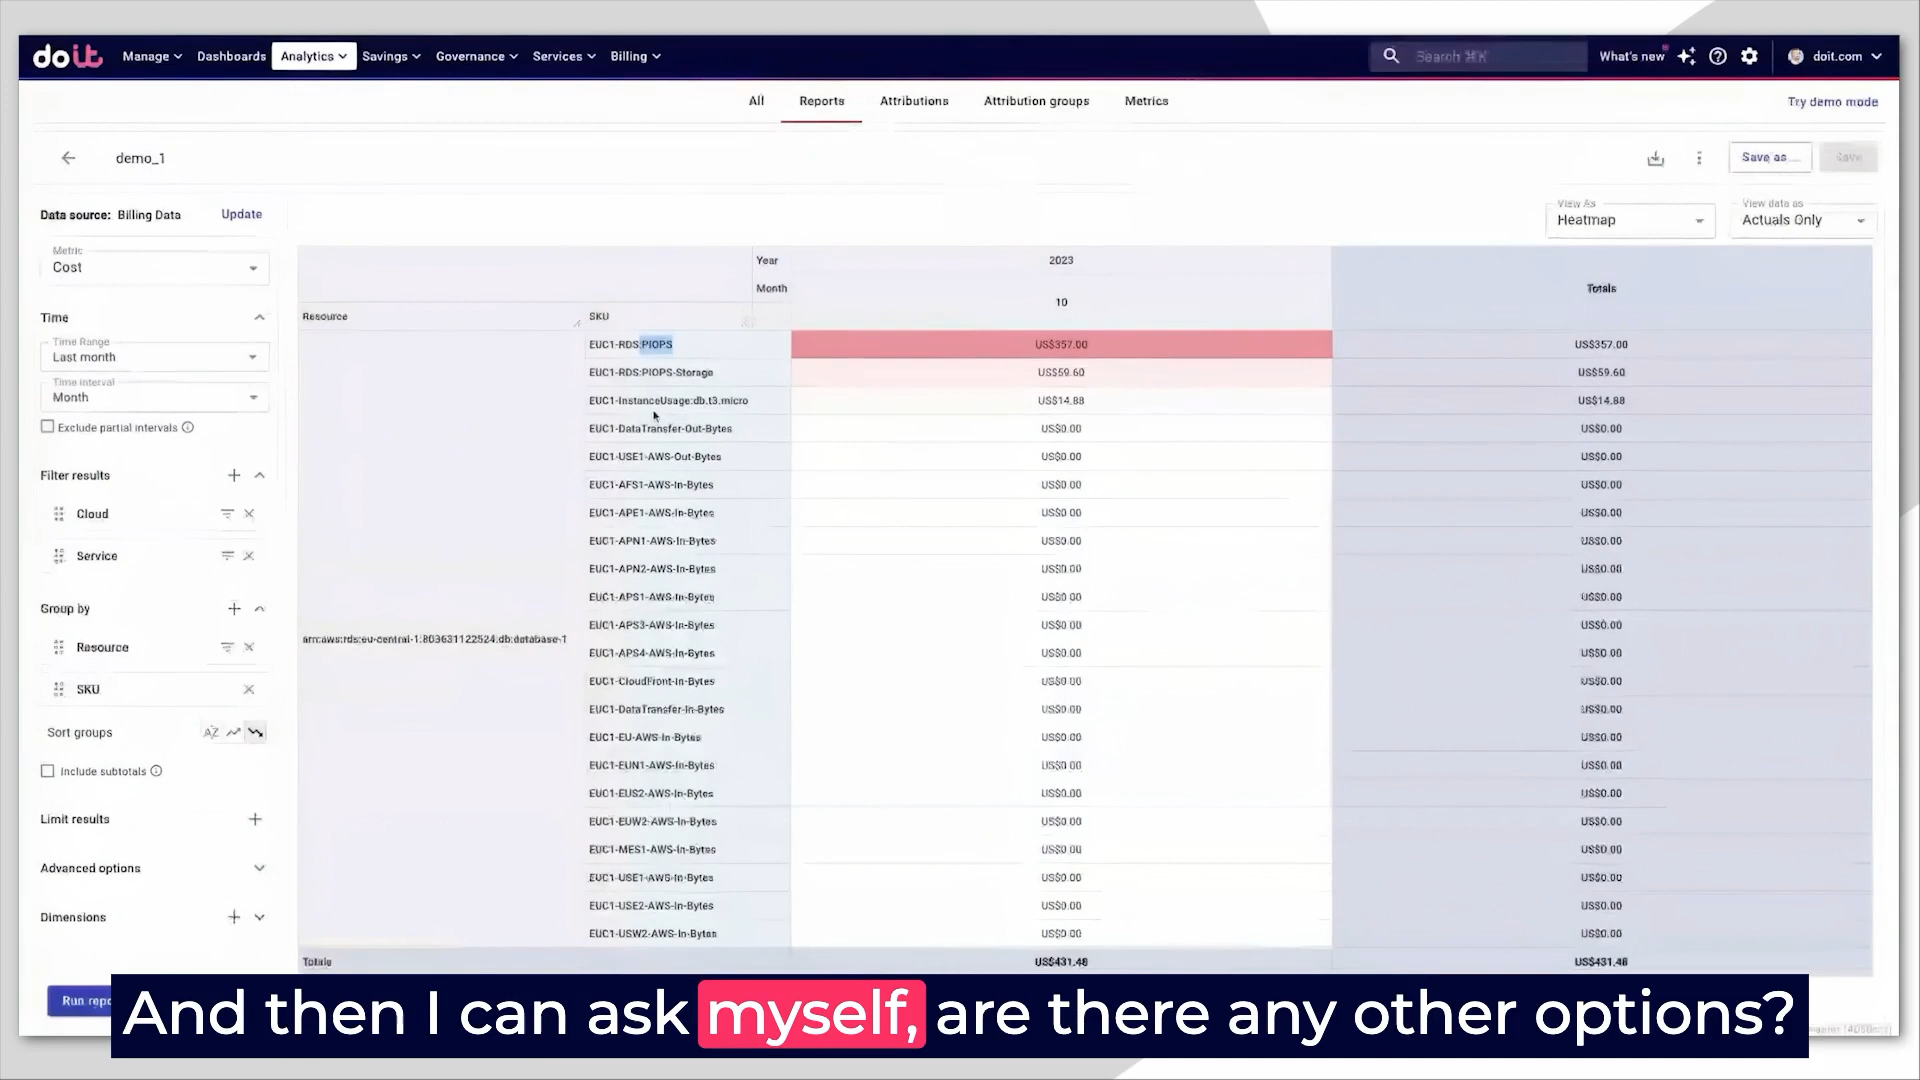 doit Manage Dashboards Analytics Savings Governance Services Billing Search ⌘K What's new doit.com
All Reports Attributions Attribution groups Metrics Try demo mode
demo_1 Save as ... Save
Data source: Billing Data Update
View As
Heatmap
View data as
Actuals Only
Metric
Cost
Time
Time Range
Last month
Time interval
Month
Exclude partial intervals
Filter results
Cloud
Service
Group by
Resource
SKU
Sort groups AZ
Include subtotals
Limit results
Advanced options
Dimensions
Year 2023
Month 10 Totals
Resource SKU
arn:aws:rds:eu-central-1:803631122524:db:database-1
EUC1-RDS:PIOPS US$357.00 US$357.00
EUC1-RDS:PIOPS-Storage US$59.60 US$59.60
EUC1-InstanceUsage:db.t3.micro US$14.88 US$14.88
EUC1-DataTransfer-Out-Bytes US$0.00 US$0.00
EUC1-USE1-AWS-Out-Bytes US$0.00 US$0.00
EUC1-AFS1-AWS-In-Bytes US$0.00 US$0.00
EUC1-APE1-AWS-In-Bytes US$0.00 US$0.00
EUC1-APN1-AWS-In-Bytes US$0.00 US$0.00
EUC1-APN2-AWS-In-Bytes US$0.00 US$0.00
EUC1-APS1-AWS-In-Bytes US$0.00 US$0.00
EUC1-APS3-AWS-In-Bytes US$0.00 US$0.00
EUC1-APS4-AWS-In-Bytes US$0.00 US$0.00
EUC1-CloudFront-In-Bytes US$0.00 US$0.00
EUC1-DataTransfer-In-Bytes US$0.00 US$0.00
EUC1-EU-AWS-In-Bytes US$0.00 US$0.00
EUC1-EUN1-AWS-In-Bytes US$0.00 US$0.00
EUC1-EUS2-AWS-In-Bytes US$0.00 US$0.00
EUC1-EUW2-AWS-In-Bytes US$0.00 US$0.00
EUC1-MES1-AWS-In-Bytes US$0.00 US$0.00
EUC1-USE1-AWS-In-Bytes US$0.00 US$0.00
EUC1-USE2-AWS-In-Bytes US$0.00 US$0.00
EUC1-USW2-AWS-In-Bytes US$0.00 US$0.00
Totals US$431.48 US$431.48
Run repo
And then I can ask myself, are there any other options?